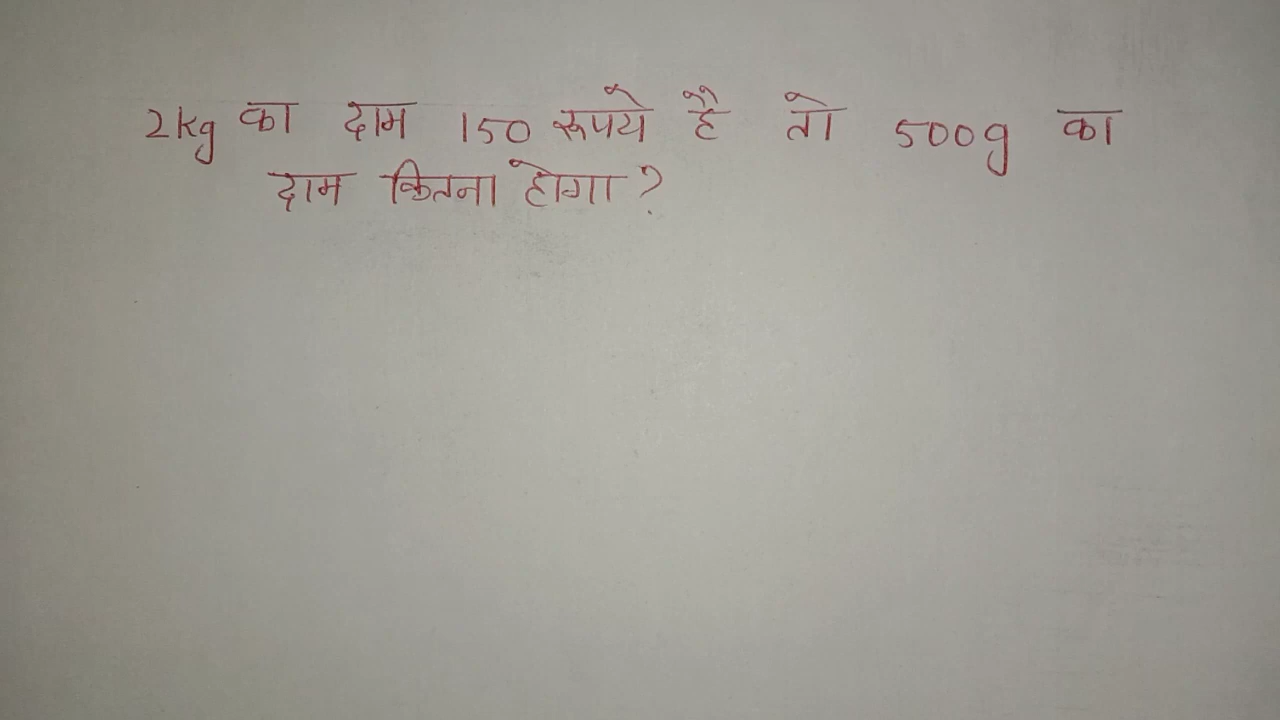 2kg का दाम 150 रूपये है तो 500g का
दाम कितना होगा ?